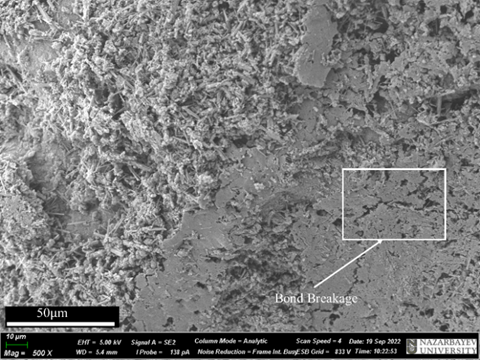 Bond Breakage
50μm
10 μm
Mag = 500 X
EHT = 5.00 kV
WD = 5.4 mm
Signal A = SE2
I Probe = 138 pA
Column Mode = Analytic
Noise Reduction = Frame Int. Busy
Scan Speed = 4
ESB Grid = 833 V
Date: 19 Sep 2022
Time: 10:22:53
NAZARBAYEV
UNIVERSITY